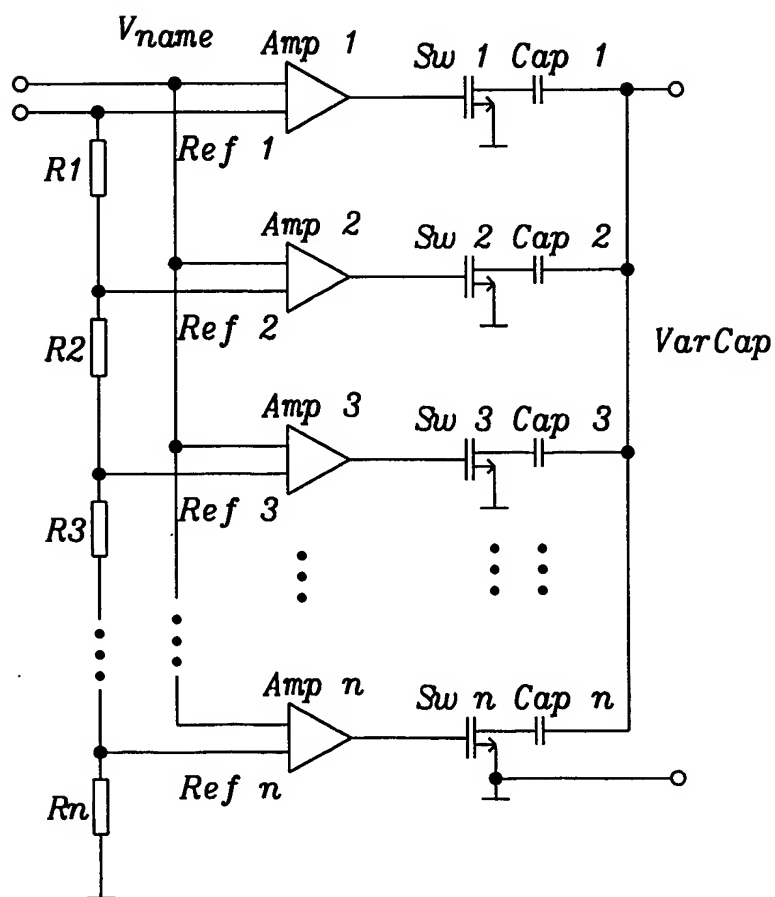 Vname
Amp 1
Sw 1 Cap 1
R1
Ref 1
Amp 2
Sw 2 Cap 2
R2
Ref 2
VarCap
Amp 3
Sw 3 Cap 3
R3
Ref 3
Amp n
Sw n Cap n
Rn
Ref n